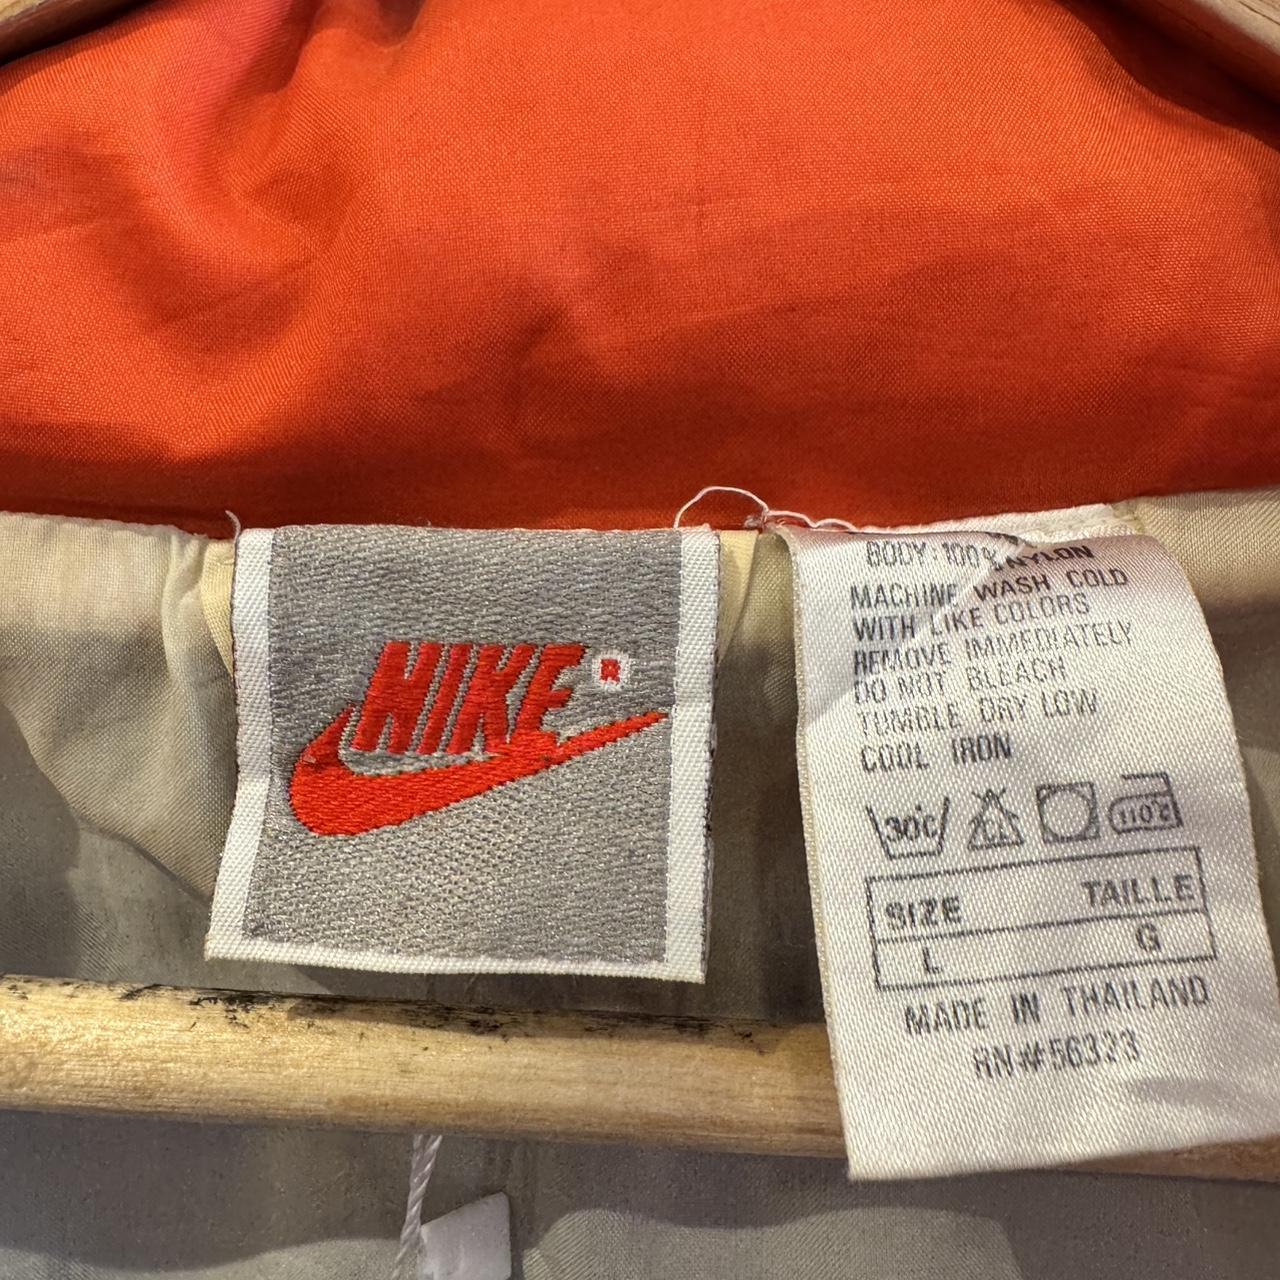 NIKE ®
BODY: 100% NYLON
MACHINE WASH COLD
WITH LIKE COLORS
REMOVE IMMEDIATELY
DO NOT BLEACH
TUMBLE DRY LOW
COOL IRON
30°C CL 110°C
SIZE TAILLE
L G
MADE IN THAILAND
RN#56323